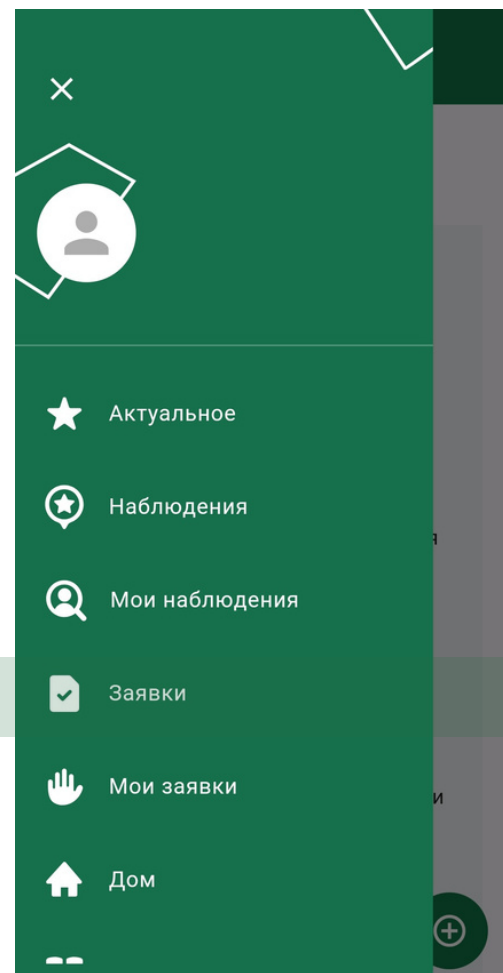 Актуальное
Наблюдения
Мои наблюдения
я
Заявки
Мои заявки
и
Дом